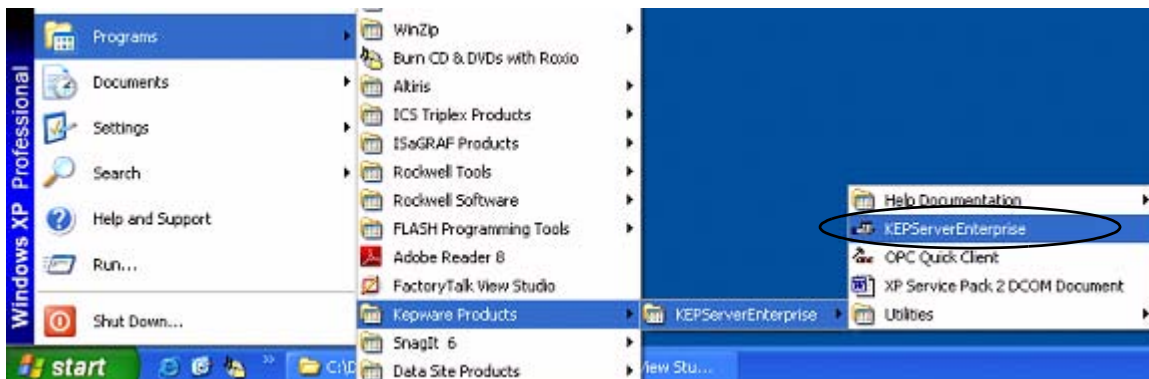 Windows XP Professional
Programs
Documents
Settings
Search
Help and Support
Run...
Shut Down...
WinZip
Burn CD & DVDs with Roxio
Altiris
ICS Triplex Products
ISaGRAF Products
Rockwell Tools
Rockwell Software
FLASH Programming Tools
Adobe Reader 8
FactoryTalk View Studio
Kepware Products
SnagIt 6
Data Site Products
KEPServerEnterprise
Help Documentation
KEPServerEnterprise
OPC Quick Client
XP Service Pack 2 DCOM Document
Utilities
start
C:\D
View Stu...